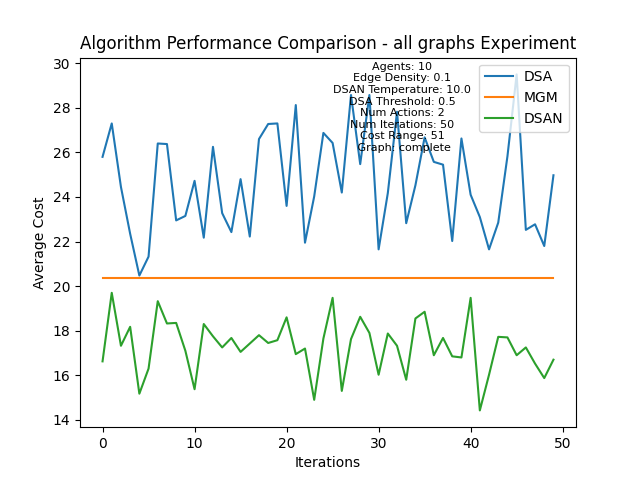 Algorithm Performance Comparison - all graphs Experiment
30
28
26
24
22
20
18
16
14
Average Cost
Agents: 10
Edge Density: 0.1
DSAN Temperature: 10.0
DSA Threshold: 0.5
Num Actions: 2
Num Iterations: 50
Cost Range: 51
Graph: complete
DSA
MGM
DSAN
0
10
20
30
40
50
Iterations